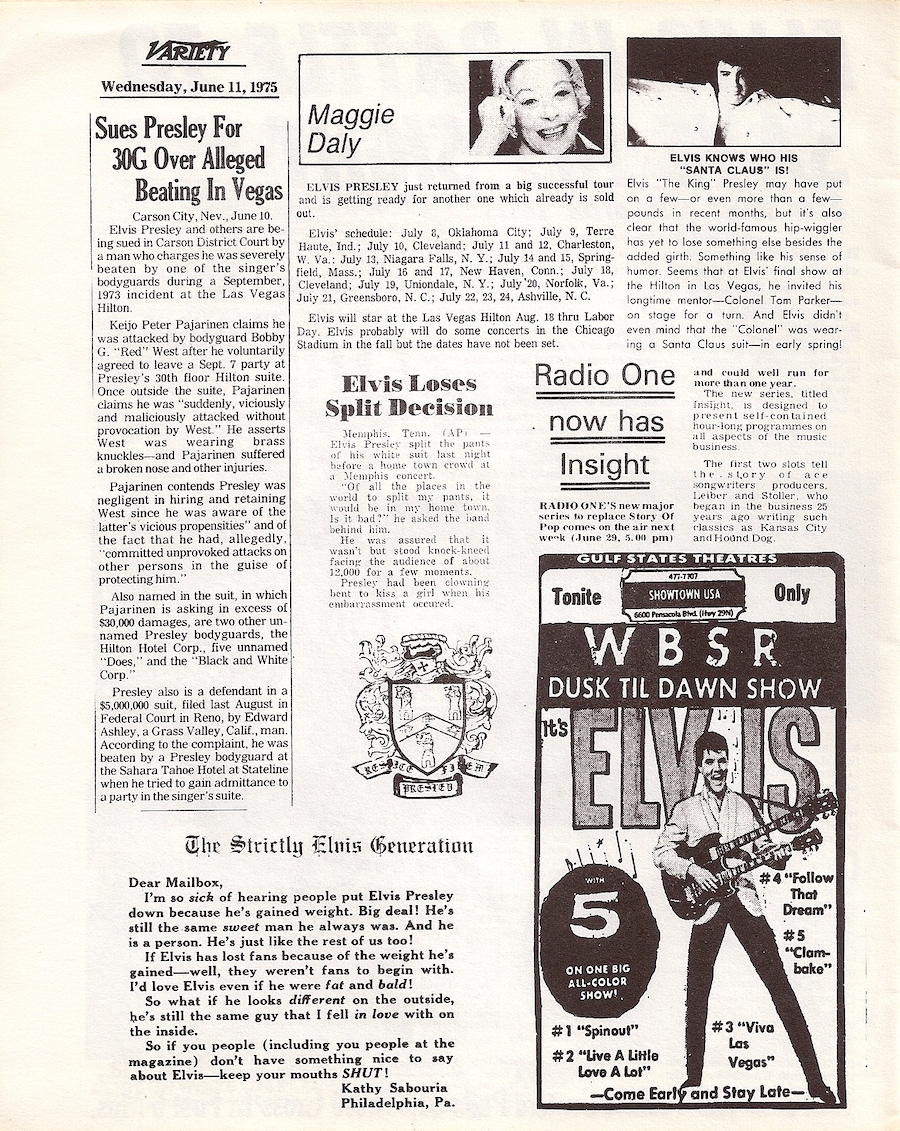 VARIETY
Wednesday, June 11, 1975
Sues Presley For
30G Over Alleged
Beating In Vegas
Carson City, Nev., June 10.
Elvis Presley and others are be-
ing sued in Carson District Court by
a man who charges he was severely
beaten by one of the singer's
bodyguards during a September,
1973 incident at the Las Vegas
Hilton.
Keijo Peter Pajarinen claims he
was attacked by bodyguard Bobby
G. "Red" West after he voluntarily
agreed to leave a Sept. 7 party at
Presley's 30th floor Hilton suite.
Once outside the suite, Pajarinen
claims he was "suddenly, viciously
and maliciously attacked without
provocation by West." He asserts
West was wearing brass
knuckles—and Pajarinen suffered
a broken nose and other injuries.
Pajarinen contends Presley was
negligent in hiring and retaining
West since he was aware of the
latter's vicious propensities" and of
the fact that he had, allegedly,
"committed unprovoked attacks on
other persons in the guise of
protecting him."
Also named in the suit, in which
Pajarinen is asking in excess of
$30,000 damages, are two other un-
named Presley bodyguards, the
Hilton Hotel Corp., five unnamed
"Does," and the "Black and White
Corp."
Presley also is a defendant in a
$5,000,000 suit, filed last August in
Federal Court in Reno, by Edward
Ashley, a Grass Valley, Calif., man.
According to the complaint, he was
beaten by a Presley bodyguard at
the Sahara Tahoe Hotel at Stateline
when he tried to gain admittance to
a party in the singer's suite.
Maggie
Daly
ELVIS PRESLEY just returned from a big successful tour
and is getting ready for another one which already is sold
out.
Elvis' schedule: July 8, Oklahoma City; July 9, Terre
Haute, Ind.; July 10, Cleveland; July 11 and 12, Charleston,
W. Va.; July 13, Niagara Falls, N. Y.; July 14 and 15, Spring-
field, Mass.; July 16 and 17, New Haven, Conn.; July 18,
Cleveland; July 19, Uniondale, N. Y.; July 20, Norfolk, Va.;
July 21, Greensboro, N. C.; July 22, 23, 24, Ashville, N. C.
Elvis will star at the Las Vegas Hilton Aug. 18 thru Labor
Day. Elvis probably will do some concerts in the Chicago
Stadium in the fall but the dates have not been set.
ELVIS KNOWS WHO HIS
"SANTA CLAUS" IS!
Elvis "The King" Presley may have put
on a few—or even more than a few—
pounds in recent months, but it's also
clear that the world-famous hip-wiggler
has yet to lose something else besides the
added girth. Something like his sense of
humor. Seems that at Elvis' final show at
the Hilton in Las Vegas, he invited his
longtime mentor—Colonel Tom Parker—
on stage for a turn. And Elvis didn't
even mind that the "Colonel" was wear-
ing a Santa Claus suit—in early spring!
Elvis Loses
Split Decision
Memphis, Tenn. (AP) —
Elvis Presley split the pants
of his white suit last night
before a home town crowd at
a Memphis concert.
"Of all the places in the
world to split my pants, it
would be in my home town.
Is it bad?" he asked the band
behind him.
He was assured that it
wasn't but stood knock-kneed
facing the audience of about
12,000 for a few moments.
Presley had been clowning
bent to kiss a girl when his
embarrassment occured.
RESPICE FINEM
PRESLEY
Radio One
now has
Insight
RADIO ONE'S new major
series to replace Story Of
Pop comes on the air next
week (June 29, 5.00 pm)
and could well run for
more than one year.
The new series, titled
Insight, is designed to
present self-contained
hour-long programmes on
all aspects of the music
business.
The first two slots tell
the story of ace
songwriters producers,
Leiber and Stoller, who
began in the business 25
years ago writing such
classics as Kansas City
and Hound Dog.
The Strictly Elvis Generation
Dear Mailbox,
I'm so sick of hearing people put Elvis Presley
down because he's gained weight. Big deal! He's
still the same sweet man he always was. And he
is a person. He's just like the rest of us too!
If Elvis has lost fans because of the weight he's
gained—well, they weren't fans to begin with.
I'd love Elvis even if he were fat and bald!
So what if he looks different on the outside,
he's still the same guy that I fell in love with on
the inside.
So if you people (including you people at the
magazine) don't have something nice to say
about Elvis—keep your mouths SHUT!
Kathy Sabouria
Philadelphia, Pa.
GULF STATES THEATRES
Tonite
477-7707
SHOWTOWN USA
6600 Pensacola Blvd. (Hwy 29N)
Only
WBSR
DUSK TIL DAWN SHOW
It's ELVIS
WITH
5
ON ONE BIG
ALL-COLOR
SHOW!
#4 "Follow
That
Dream"
#5
"Clam-
bake"
#1 "Spinout"
#2 "Live A Little
Love A Lot"
#3 "Viva
Las
Vegas"
—Come Early and Stay Late—